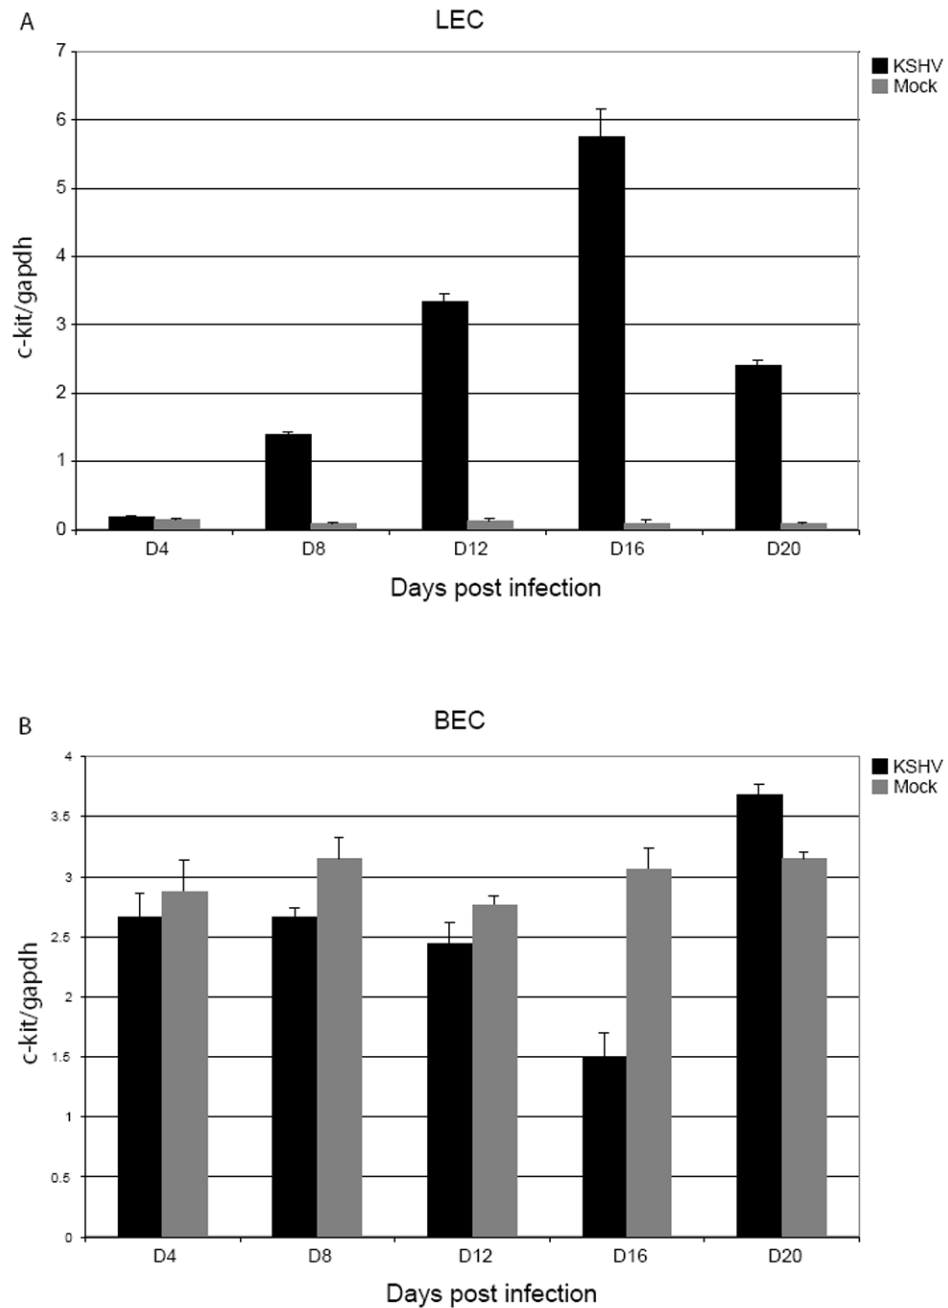 A
LEC
KSHV
Mock
7
6
5
4
3
2
1
0
c-kit/gapdh
D4 D8 D12 D16 D20
Days post infection
B
BEC
KSHV
Mock
4
3.5
3
2.5
2
1.5
1
0.5
0
c-kit/gapdh
D4 D8 D12 D16 D20
Days post infection